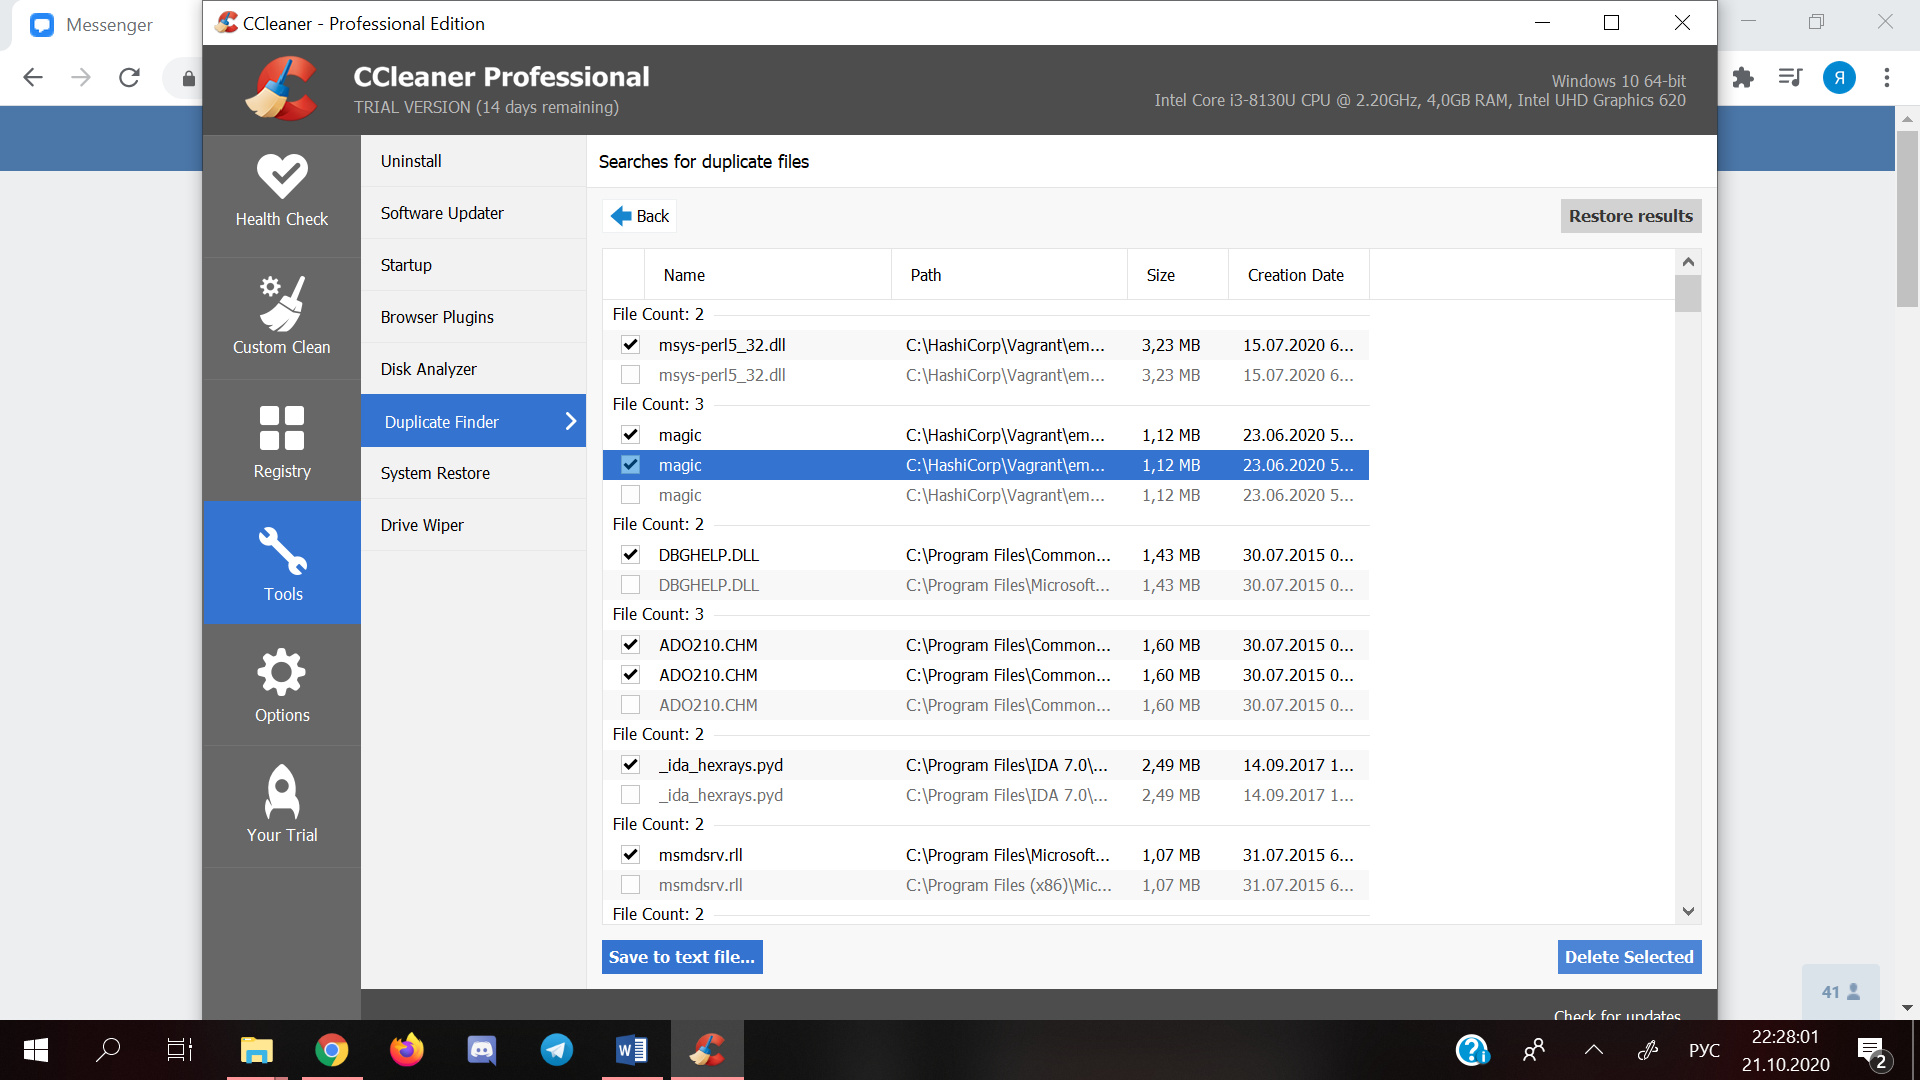 Messenger
CCleaner - Professional Edition
Я
CCleaner Professional
TRIAL VERSION (14 days remaining)
Windows 10 64-bit
Intel Core i3-8130U CPU @ 2.20GHz, 4,0GB RAM, Intel UHD Graphics 620
Health Check
Custom Clean
Registry
Tools
Options
Your Trial
Uninstall
Software Updater
Startup
Browser Plugins
Disk Analyzer
Duplicate Finder
System Restore
Drive Wiper
Searches for duplicate files
Back
Restore results
Name Path Size Creation Date
File Count: 2
msys-perl5_32.dll C:\HashiCorp\Vagrant\em... 3,23 MB 15.07.2020 6...
msys-perl5_32.dll C:\HashiCorp\Vagrant\em... 3,23 MB 15.07.2020 6...
File Count: 3
magic C:\HashiCorp\Vagrant\em... 1,12 MB 23.06.2020 5...
magic C:\HashiCorp\Vagrant\em... 1,12 MB 23.06.2020 5...
magic C:\HashiCorp\Vagrant\em... 1,12 MB 23.06.2020 5...
File Count: 2
DBGHELP.DLL C:\Program Files\Common... 1,43 MB 30.07.2015 0...
DBGHELP.DLL C:\Program Files\Microsoft... 1,43 MB 30.07.2015 0...
File Count: 3
ADO210.CHM C:\Program Files\Common... 1,60 MB 30.07.2015 0...
ADO210.CHM C:\Program Files\Common... 1,60 MB 30.07.2015 0...
ADO210.CHM C:\Program Files\Common... 1,60 MB 30.07.2015 0...
File Count: 2
_ida_hexrays.pyd C:\Program Files\IDA 7.0\... 2,49 MB 14.09.2017 1...
_ida_hexrays.pyd C:\Program Files\IDA 7.0\... 2,49 MB 14.09.2017 1...
File Count: 2
msmdsrv.rll C:\Program Files\Microsoft... 1,07 MB 31.07.2015 6...
msmdsrv.rll C:\Program Files (x86)\Mic... 1,07 MB 31.07.2015 6...
File Count: 2
Save to text file...
Delete Selected
41
Check for updates
РУС
22:28:01
21.10.2020
2